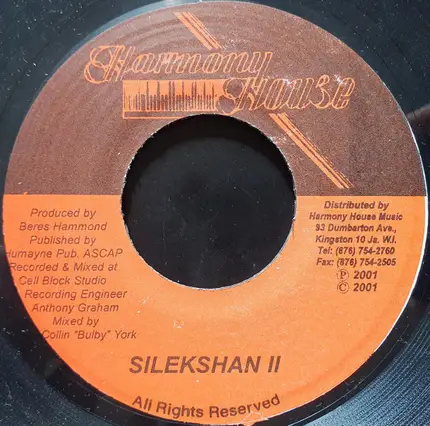 Harmony
House
Produced by
Beres Hammond
Published by
Humayne Pub. ASCAP
Recorded & Mixed at
Cell Block Studio
Recording Engineer
Anthony Graham
Mixed by
Collin "Bulby" York
Distributed by
Harmony House Music
93 Dumbarton Ave.,
Kingston 10 Ja. W.I.
Tel: (876) 754-2760
Fax: (876) 754-2505
℗ 2001
© 2001
SILEKSHAN II
All Rights Reserved